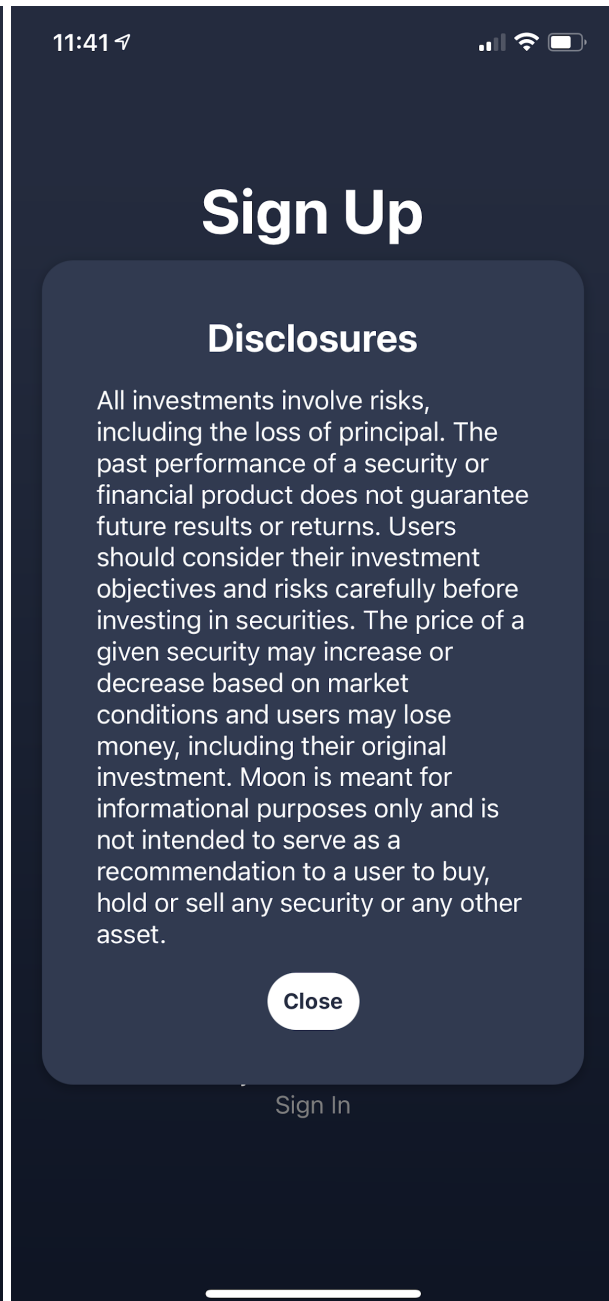 11:41
Sign Up
Disclosures
All investments involve risks,
including the loss of principal. The
past performance of a security or
financial product does not guarantee
future results or returns. Users
should consider their investment
objectives and risks carefully before
investing in securities. The price of a
given security may increase or
decrease based on market
conditions and users may lose
money, including their original
investment. Moon is meant for
informational purposes only and is
not intended to serve as a
recommendation to a user to buy,
hold or sell any security or any other
asset.
Close
Sign In